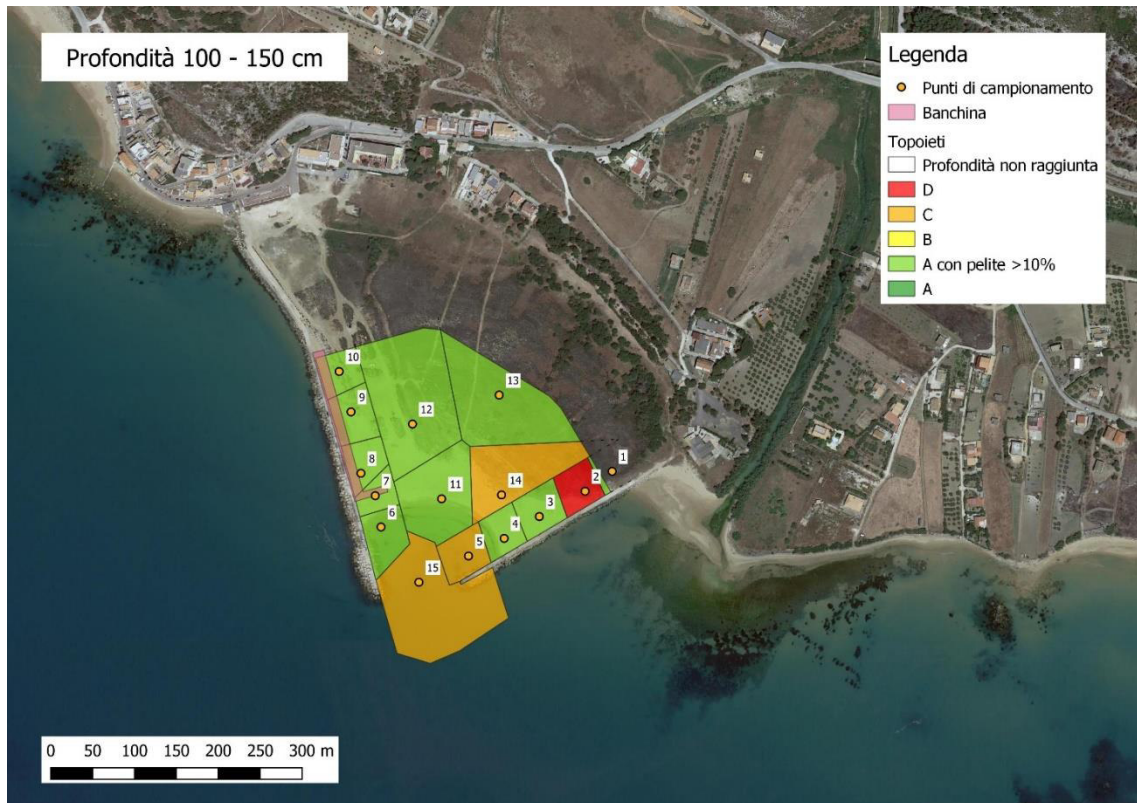 Profondità 100 - 150 cm
Legenda
Punti di campionamento
Banchina
Topoieti
Profondità non raggiunta
D
C
B
A con pelite >10%
A
10
13
9
12
1
8
2
7
14
11
3
6
4
5
15
0 50 100 150 200 250 300 m